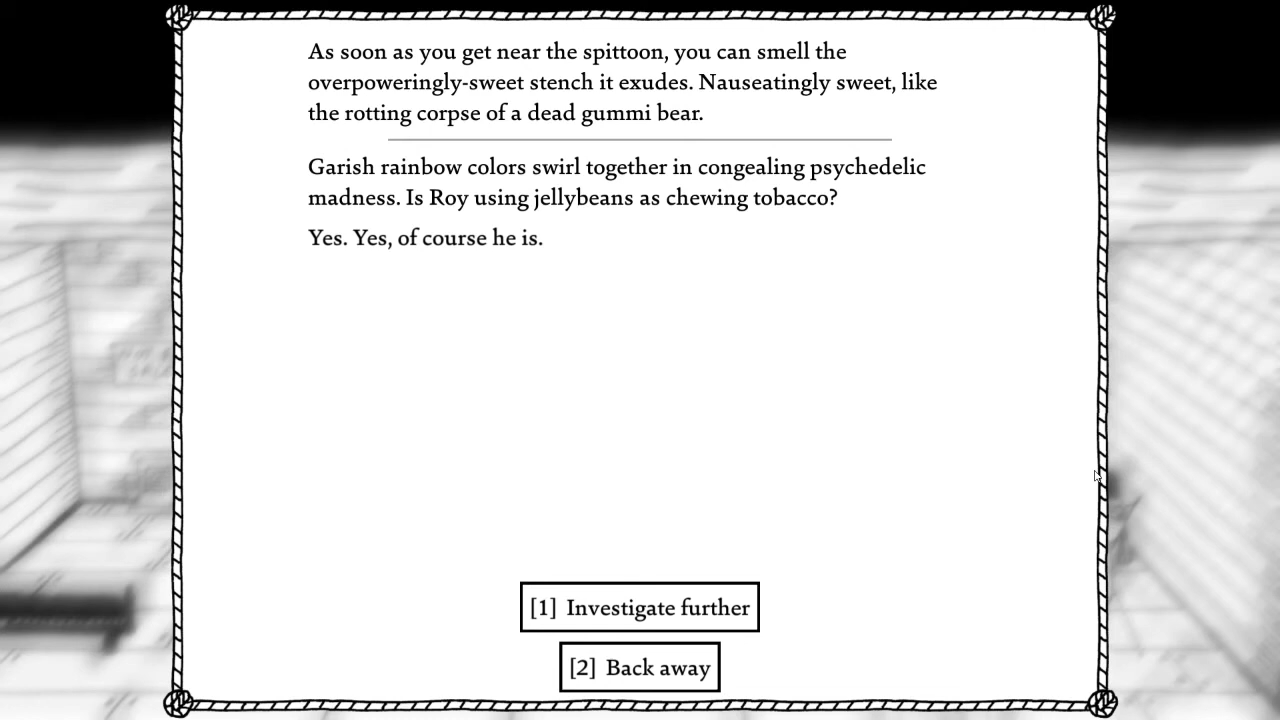 As soon as you get near the spittoon, you can smell the
overpoweringly-sweet stench it exudes. Nauseatingly sweet, like
the rotting corpse of a dead gummi bear.
Garish rainbow colors swirl together in congealing psychedelic
madness. Is Roy using jellybeans as chewing tobacco?
Yes. Yes, of course he is.
[1] Investigate further
[2] Back away